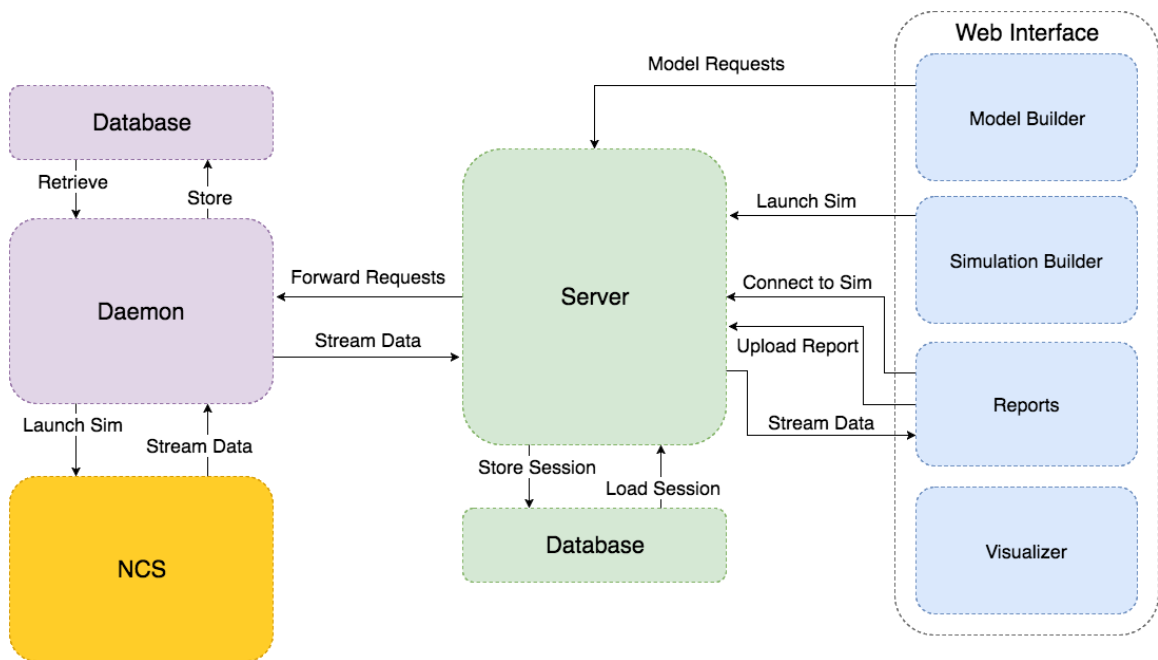 Web Interface
Model Requests
Model Builder
Database
Retrieve
Store
Launch Sim
Simulation Builder
Forward Requests
Connect to Sim
Daemon
Server
Stream Data
Upload Report
Reports
Launch Sim
Stream Data
Stream Data
Store Session
Load Session
Database
Visualizer
NCS